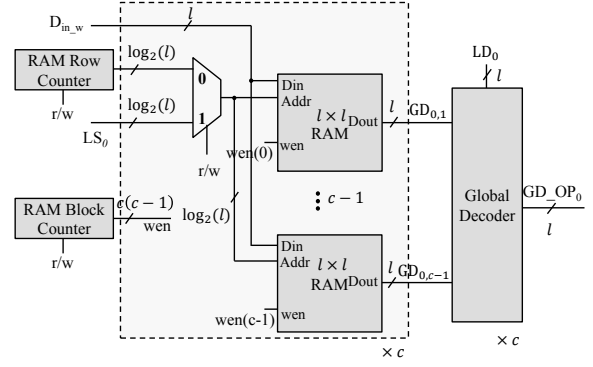 D_in_w
l
RAM Row
Counter
r/w
log₂(l)
0
log₂(l)
1
LS₀
r/w
Din
Addr
l × l
RAM
Dout
wen
wen(0)
l
GD₀,₁
LD₀
l
RAM Block
Counter
r/w
c(c − 1)
wen
log₂(l)
c − 1
Global
Decoder
GD_OP₀
l
Din
Addr
l × l
RAM
Dout
wen
wen(c-1)
l
GD₀,c−1
× c
× c